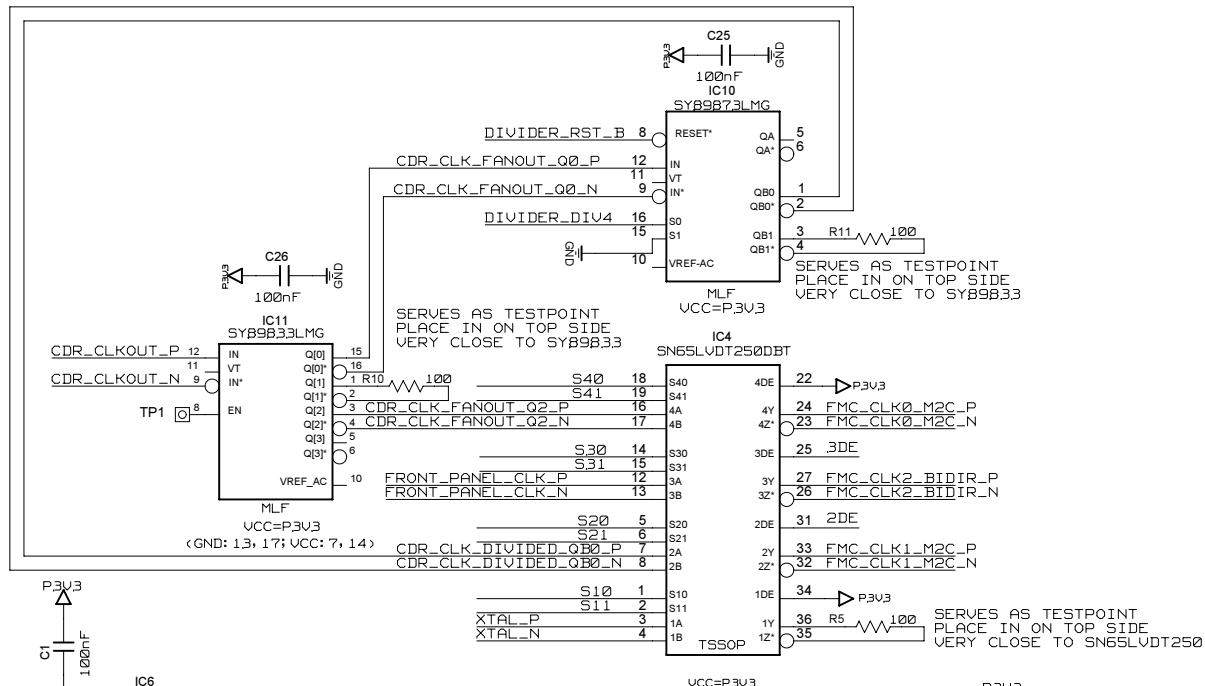 C25
P3V3
GND
100nF
IC10
SY89873LMG
DIVIDER_RST_B 8 RESET* QA 5
QA* 6
CDR_CLK_FANOUT_Q0_P 12 IN
11 VT
CDR_CLK_FANOUT_Q0_N 9 IN* QB0 1
QB0* 2
DIVIDER_DIV4 16 S0
15 S1 QB1 3 R11 100
GND
QB1* 4
10 VREF-AC
SERVES AS TESTPOINT
PLACE IN ON TOP SIDE
VERY CLOSE TO SY89833
MLF
VCC=P3V3
C26
P3V3
GND
100nF
IC11
SY89833LMG
SERVES AS TESTPOINT
PLACE IN ON TOP SIDE
VERY CLOSE TO SY89833
CDR_CLKOUT_P 12 IN Q[0] 15
11 VT Q[0]* 16
CDR_CLKOUT_N 9 IN* Q[1] 1 R10 100
Q[1]* 2
TP1 8 EN Q[2] 3 CDR_CLK_FANOUT_Q2_P
Q[2]* 4 CDR_CLK_FANOUT_Q2_N
Q[3] 5
Q[3]* 6
VREF_AC 10
MLF
VCC=P3V3
(GND: 13, 17; VCC: 7, 14)
IC4
SN65LVDT250DBT
S40 18 S40 4DE 22 P3V3
S41 19 S41
16 4A 4Y 24 FMC_CLK0_M2C_P
17 4B 4Z* 23 FMC_CLK0_M2C_N
S30 14 S30 3DE 25 3DE
S31 15 S31
FRONT_PANEL_CLK_P 12 3A 3Y 27 FMC_CLK2_BIDIR_P
FRONT_PANEL_CLK_N 13 3B 3Z* 26 FMC_CLK2_BIDIR_N
S20 5 S20 2DE 31 2DE
S21 6 S21
CDR_CLK_DIVIDED_QB0_P 7 2A 2Y 33 FMC_CLK1_M2C_P
CDR_CLK_DIVIDED_QB0_N 8 2B 2Z* 32 FMC_CLK1_M2C_N
S10 1 S10 1DE 34 P3V3
S11 2 S11
XTAL_P 3 1A 1Y 36 R5 100
XTAL_N 4 1B 1Z* 35
TSSOP
SERVES AS TESTPOINT
PLACE IN ON TOP SIDE
VERY CLOSE TO SN65LVDT250
P3V3
C1
100nF
IC6
VCC=P3V3
P3V3